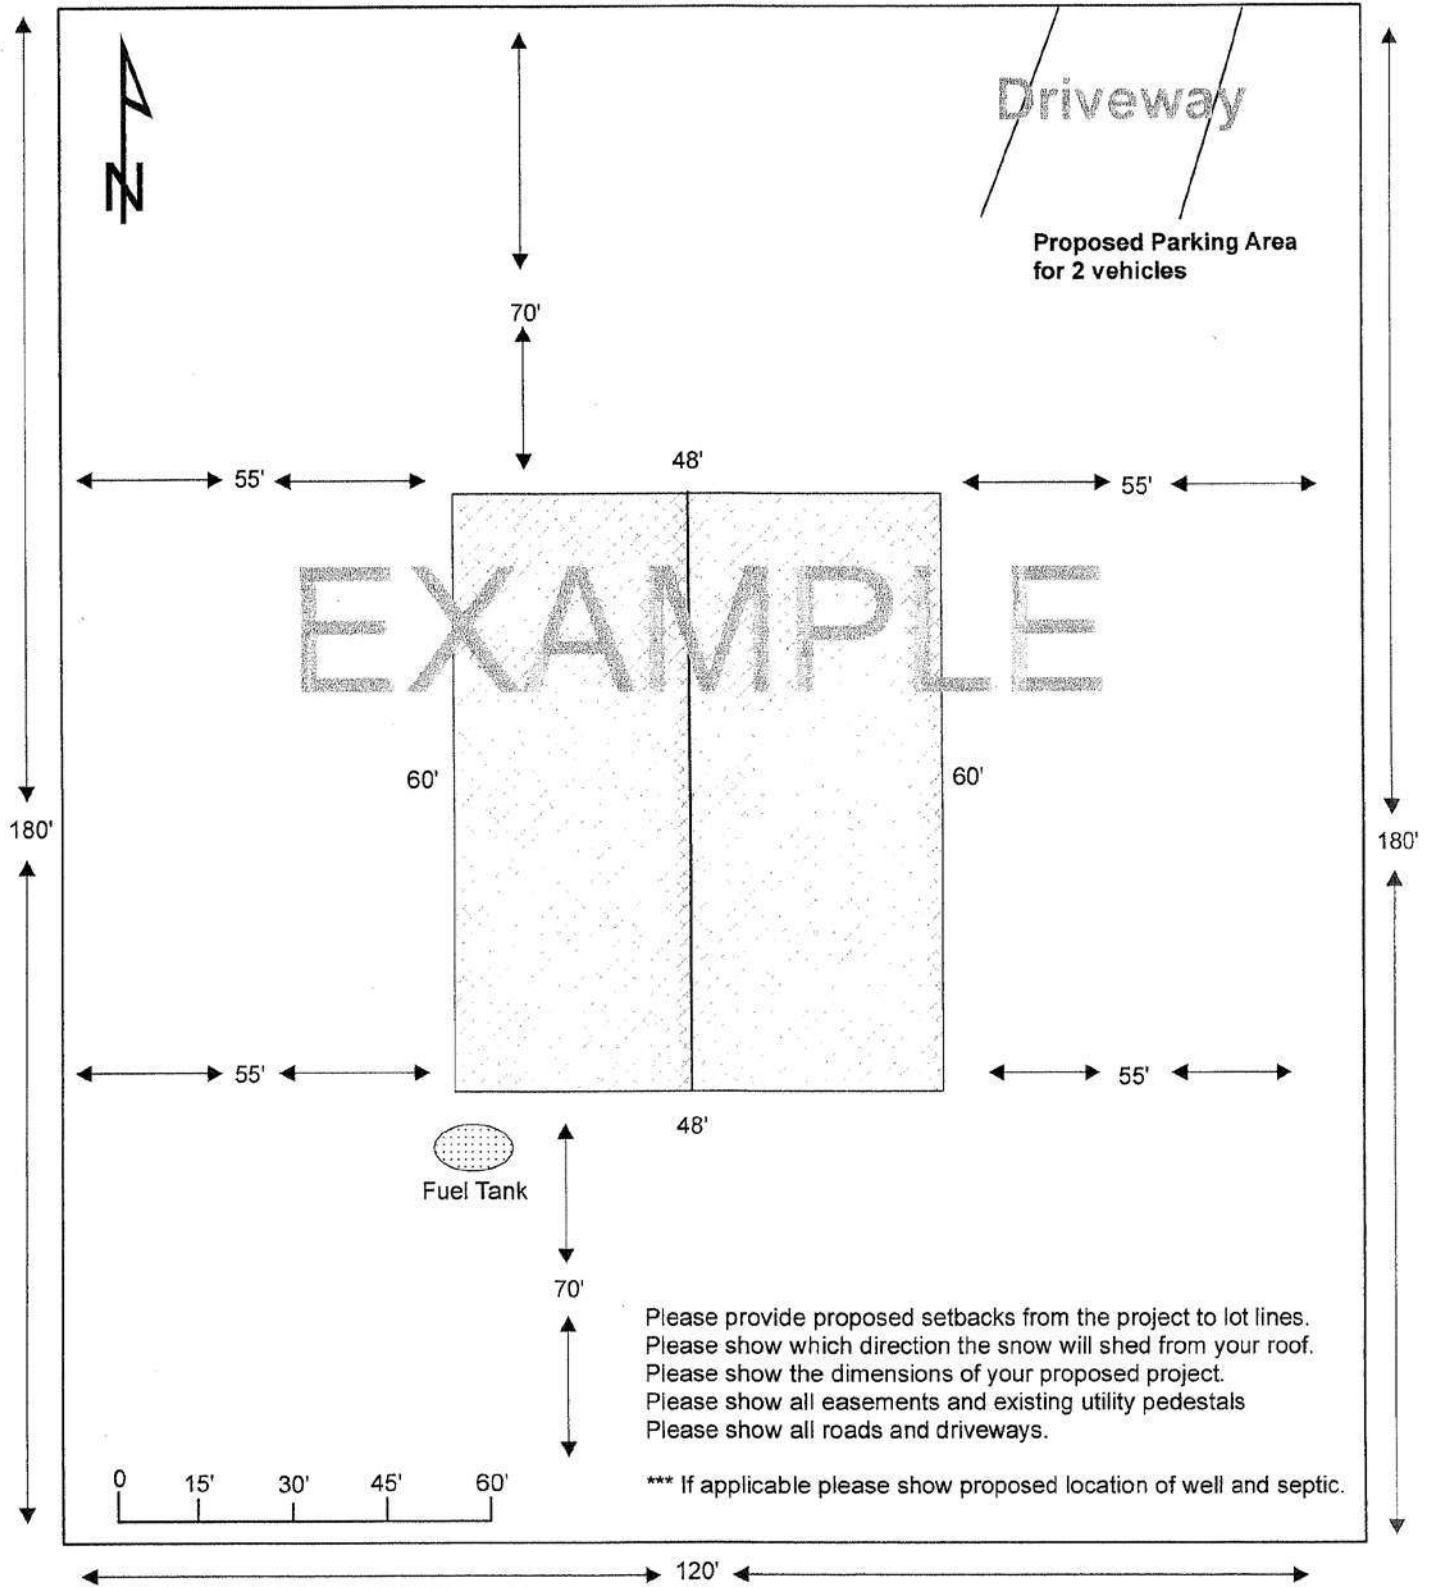 Driveway
N
Proposed Parking Area
for 2 vehicles
70'
48'
55'
55'
EXAMPLE
60'
60'
180'
180'
55'
55'
48'
Fuel Tank
70'
Please provide proposed setbacks from the project to lot lines.
Please show which direction the snow will shed from your roof.
Please show the dimensions of your proposed project.
Please show all easements and existing utility pedestals
Please show all roads and driveways.
0 15' 30' 45' 60'
*** If applicable please show proposed location of well and septic.
120'